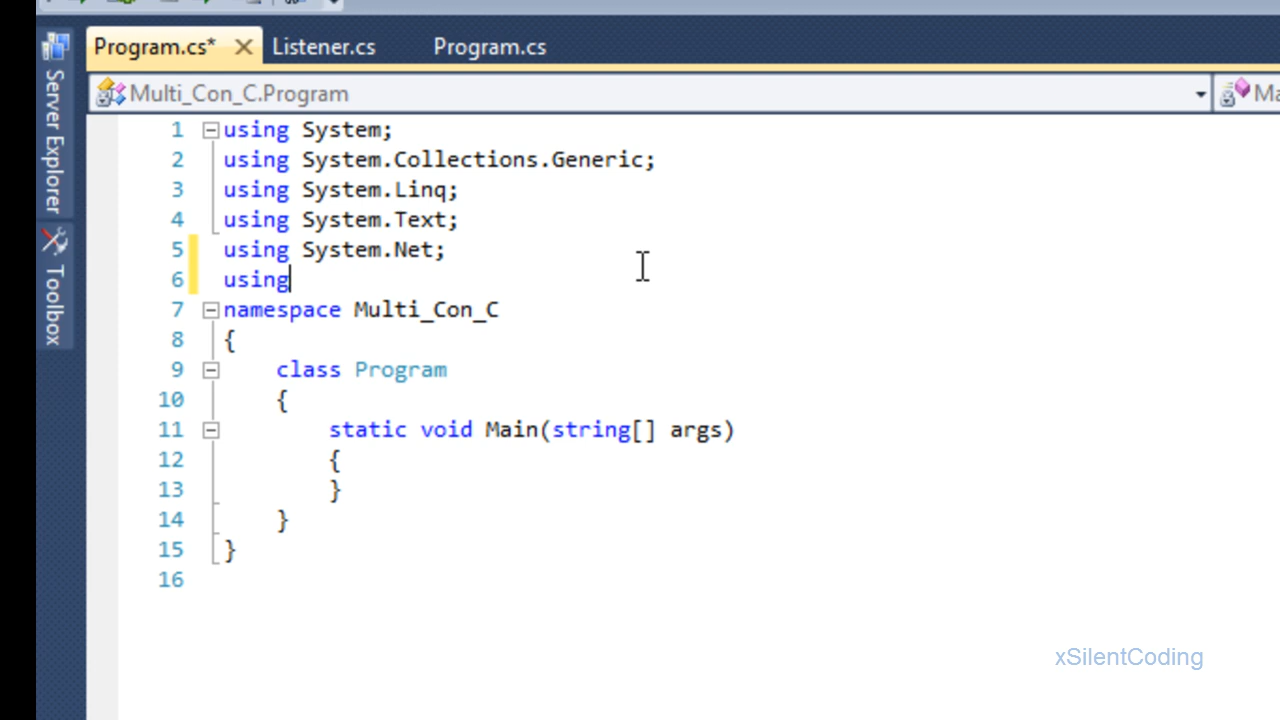 Program.cs* Listener.cs Program.cs
Server Explorer
Toolbox
Multi_Con_C.Program Ma
1 using System;
2 using System.Collections.Generic;
3 using System.Linq;
4 using System.Text;
5 using System.Net;
6 using
7 namespace Multi_Con_C
8 {
9 class Program
10 {
11 static void Main(string[] args)
12 {
13 }
14 }
15 }
16
xSilentCoding